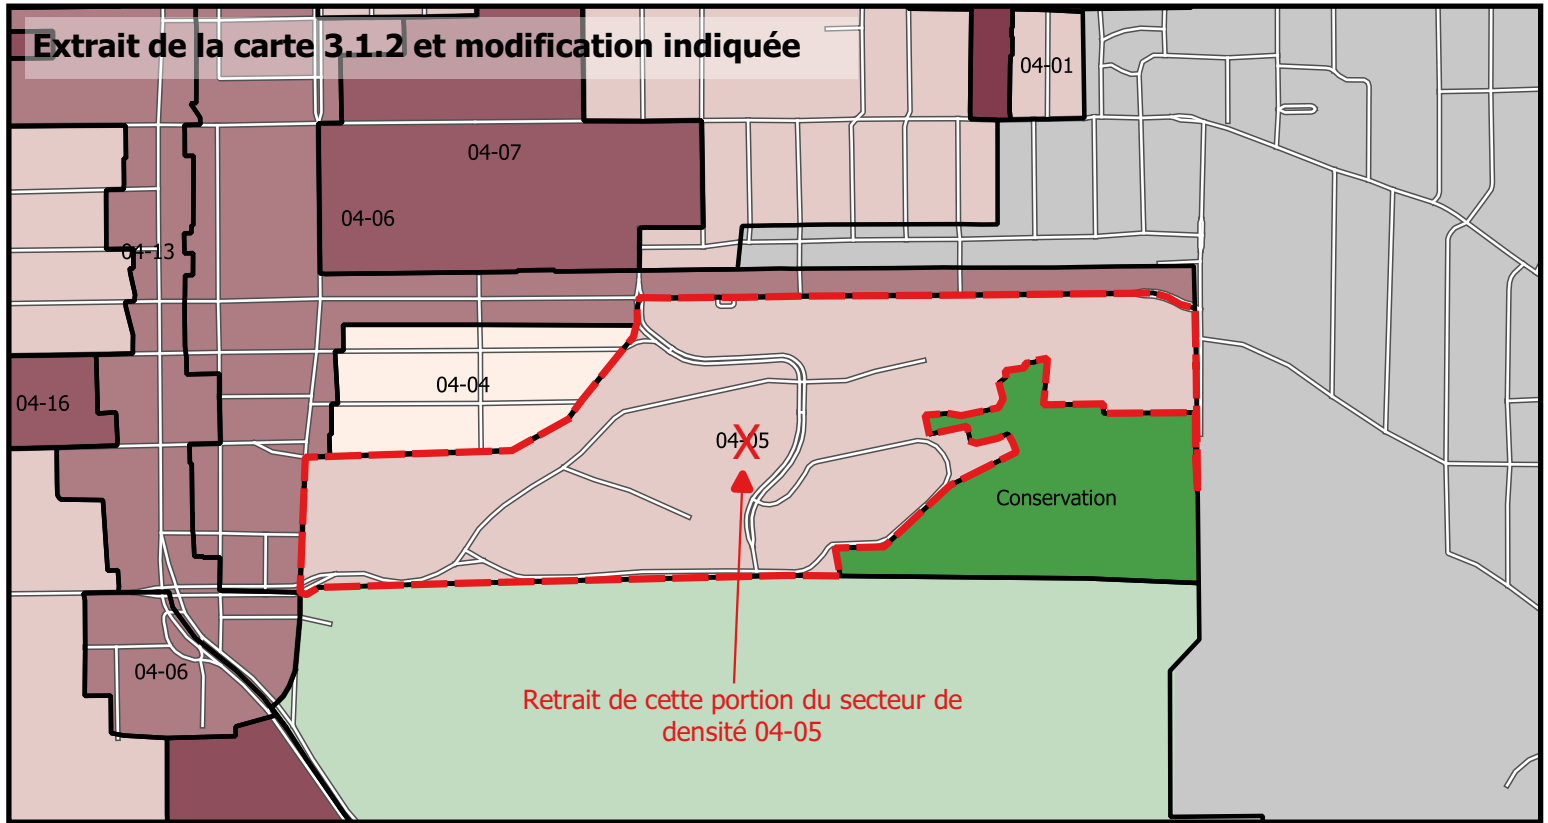 Extrait de la carte 3.1.2 et modification indiquée
04-01
04-07
04-06
04-13
04-04
04-16
04-05
X
Conservation
04-06
Retrait de cette portion du secteur de
densité 04-05